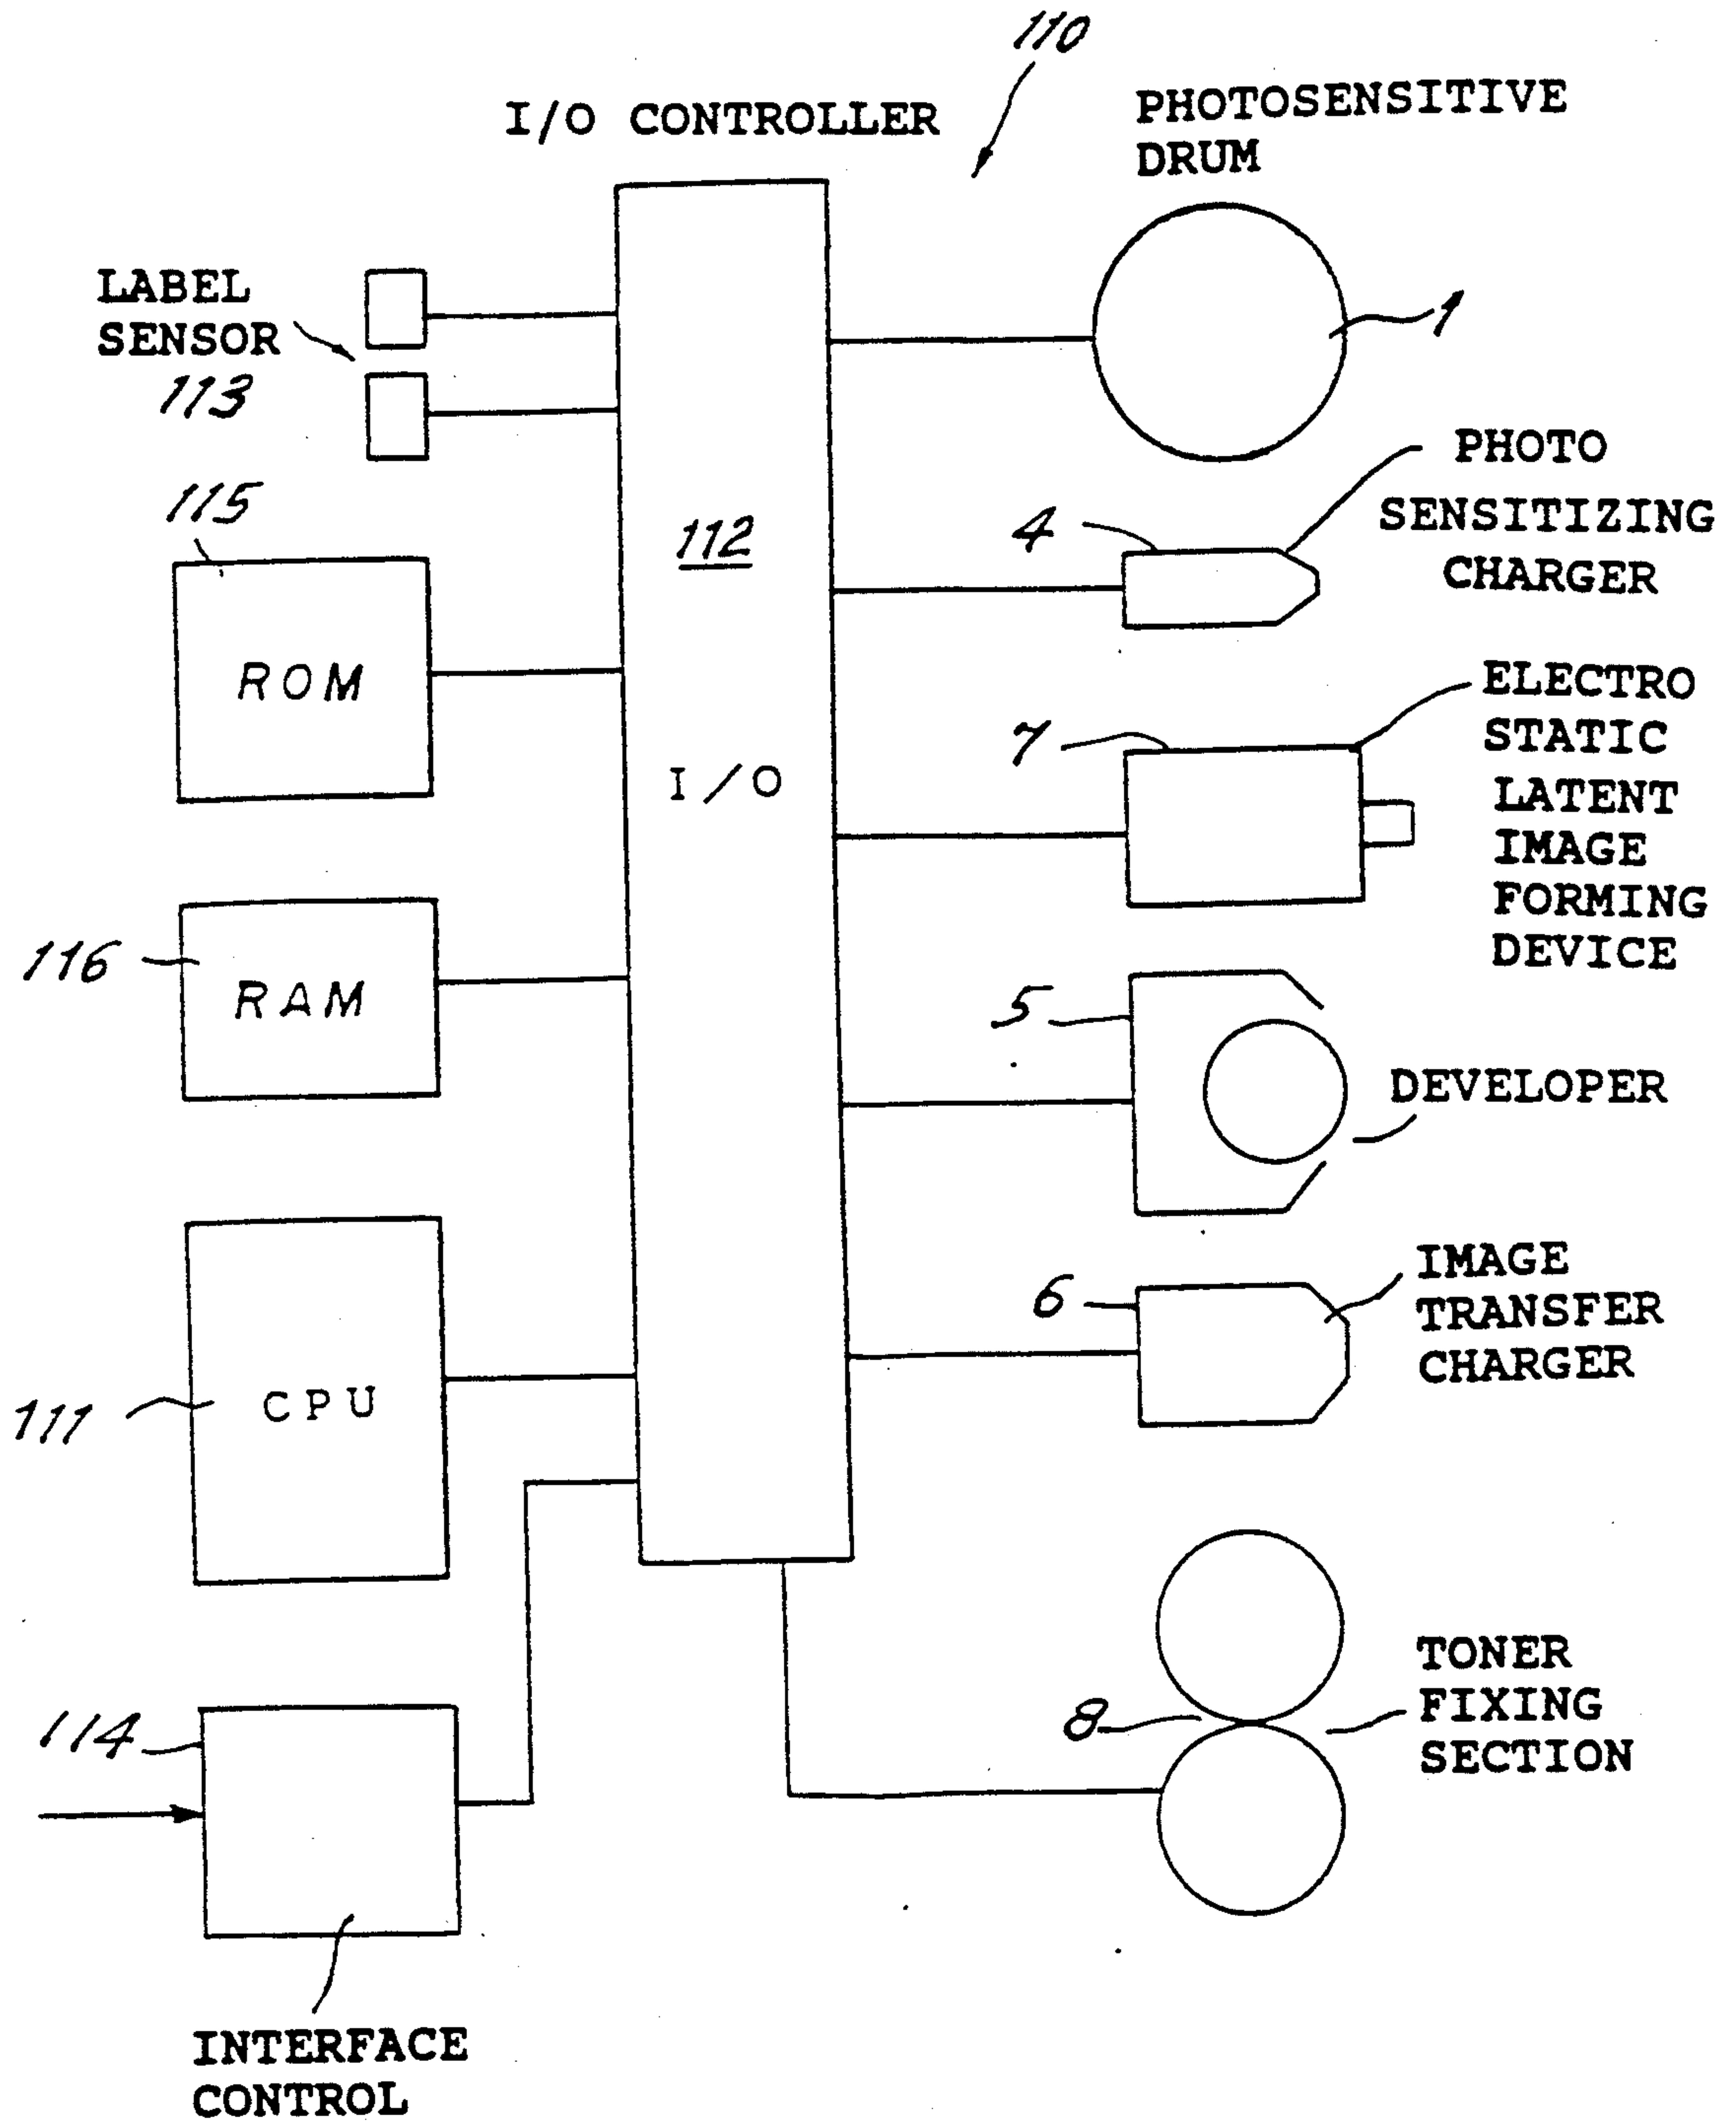 110
I/O CONTROLLER
PHOTOSENSITIVE
DRUM
LABEL
SENSOR
113
1
115
112
4
PHOTO
SENSITIZING
CHARGER
ROM
I/O
7
ELECTRO
STATIC
LATENT
IMAGE
FORMING
DEVICE
116
RAM
5
DEVELOPER
111
CPU
6
IMAGE
TRANSFER
CHARGER
114
8
TONER
FIXING
SECTION
INTERFACE
CONTROL